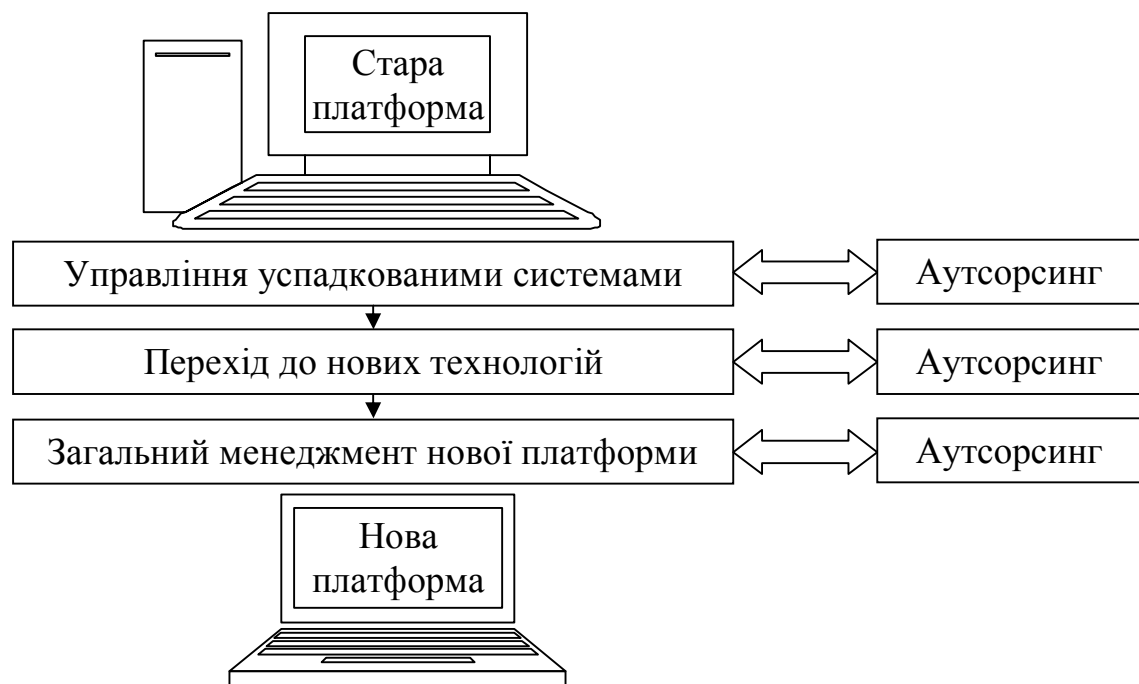 Стара
платформа
Управління успадкованими системами
Аутсорсинг
Перехід до нових технологій
Аутсорсинг
Загальний менеджмент нової платформи
Аутсорсинг
Нова
платформа